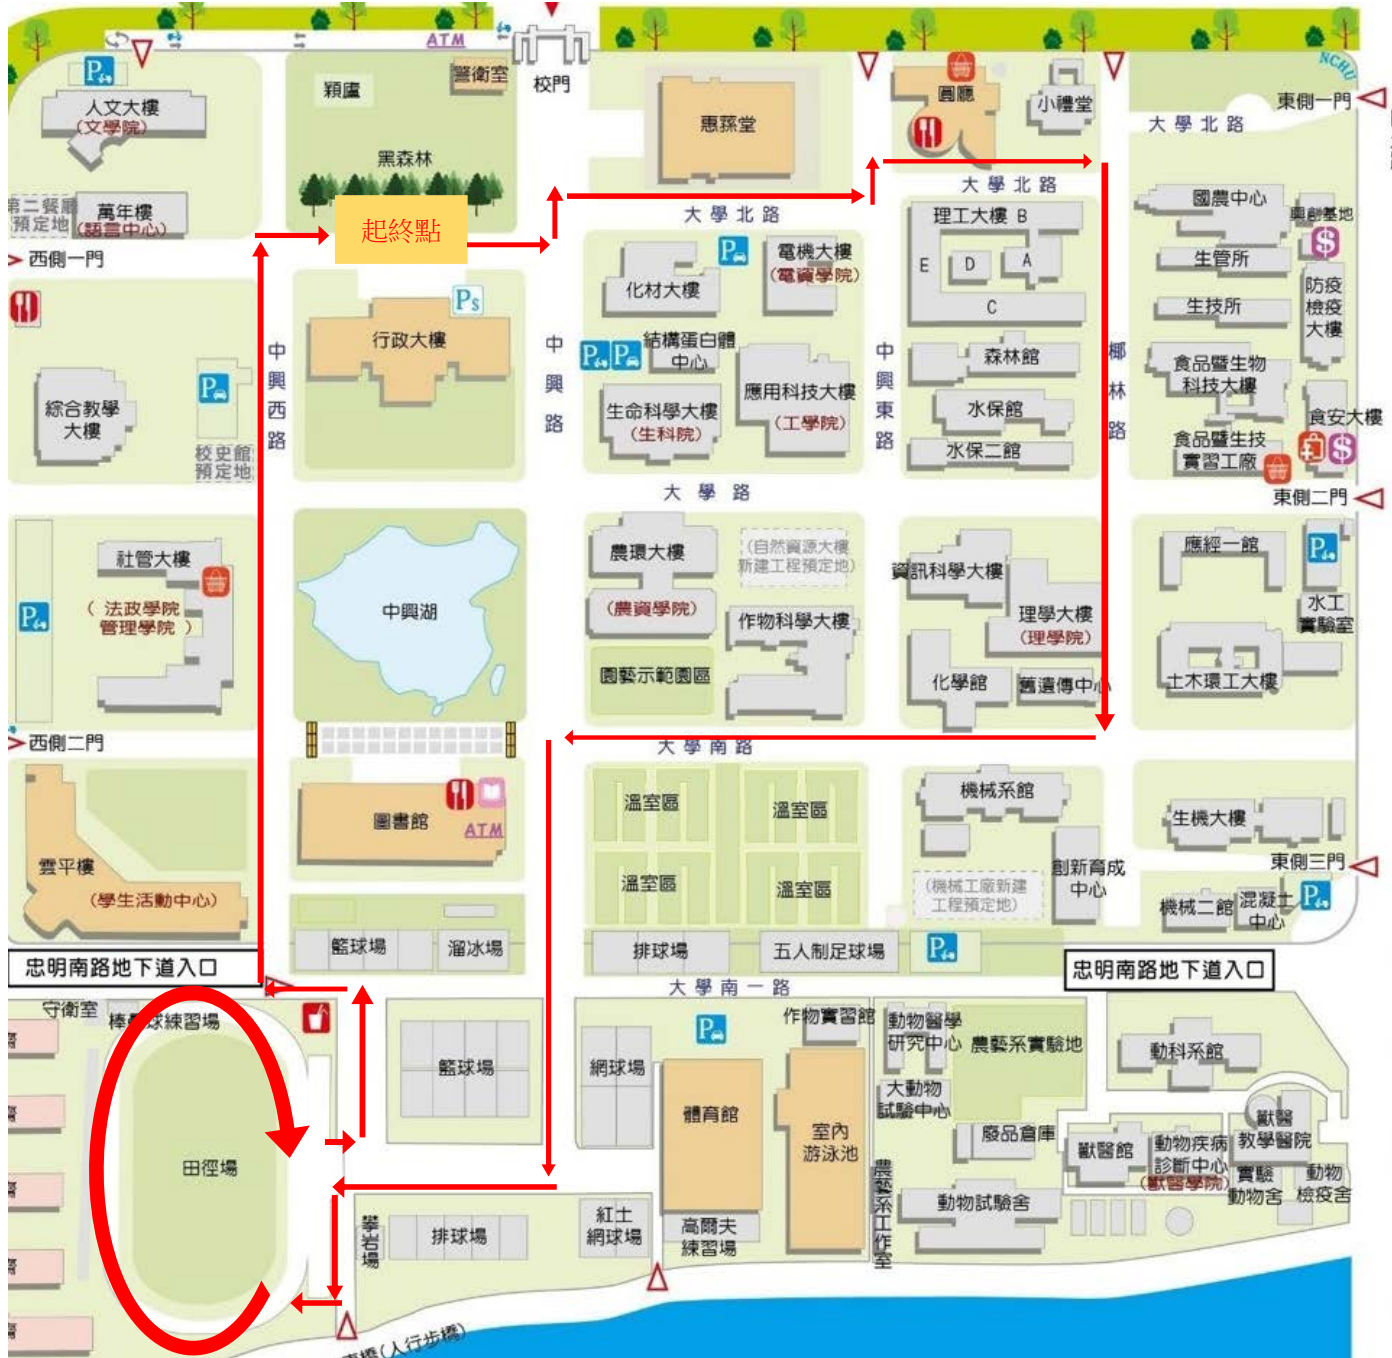 ATM
校門
警衛室
穎廬
黑森林
人文大樓
(文學院)
萬年樓
(語言中心)
第二餐廳
預定地
西側一門
惠蓀堂
圓廳
小禮堂
NCHU
東側一門
大學北路
大學北路
大學北路
起終點
國農中心
興創基地
生管所
生技所
防疫
檢疫
大樓
食品暨生物
科技大樓
食安大樓
食品暨生技
實習工廠
東側二門
理工大樓 B
E
D
A
C
森林館
水保館
水保二館
化材大樓
電機大樓
(電資學院)
結構蛋白體
中心
應用科技大樓
(工學院)
生命科學大樓
(生科院)
行政大樓
中興西路
中興路
中興東路
椰林路
綜合教學
大樓
校史館
預定地
大學路
社管大樓
( 法政學院
管理學院 )
中興湖
農環大樓
(農資學院)
(自然資源大樓
新建工程預定地)
作物科學大樓
園藝示範園區
資訊科學大樓
理學大樓
(理學院)
化學館
舊遺傳中心
應經一館
水工
實驗室
土木環工大樓
西側二門
大學南路
圖書館
ATM
雲平樓
(學生活動中心)
溫室區
溫室區
溫室區
溫室區
機械系館
創新育成
中心
(機械工廠新建
工程預定地)
生機大樓
東側三門
機械二館
混凝土
中心
籃球場
溜冰場
排球場
五人制足球場
忠明南路地下道入口
忠明南路地下道入口
大學南一路
守衛室
棒壘球練習場
田徑場
籃球場
網球場
體育館
作物實習館
室內
游泳池
動物醫學
研究中心
農藝系實驗地
大動物
試驗中心
廢品倉庫
動科系館
獸醫
教學醫院
獸醫館
動物疾病
診斷中心
(獸醫學院)
實驗
動物舍
動物
檢疫舍
動物試驗舍
農藝系工作室
攀岩場
排球場
紅土
網球場
高爾夫
練習場
橋(人行步橋)